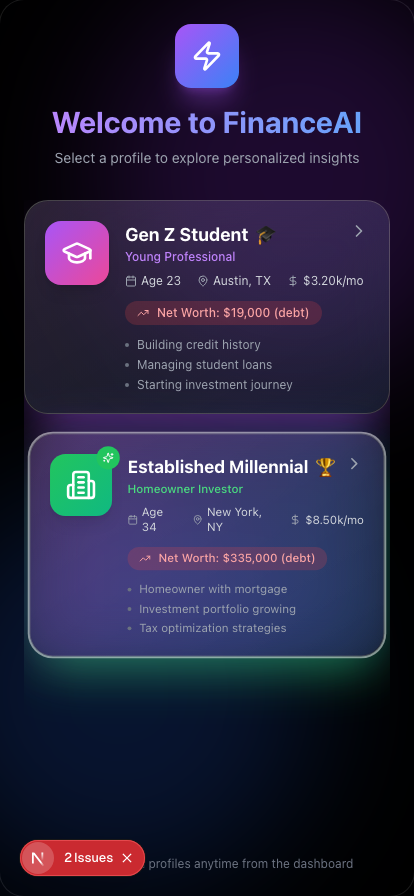 Welcome to FinanceAI
Select a profile to explore personalized insights
Gen Z Student 🎓
Young Professional
Age 23 Austin, TX $3.20k/mo
Net Worth: $19,000 (debt)
Building credit history
Managing student loans
Starting investment journey
Established Millennial 🏆
Homeowner Investor
Age
34
New York,
NY
$8.50k/mo
Net Worth: $335,000 (debt)
Homeowner with mortgage
Investment portfolio growing
Tax optimization strategies
N 2 Issues
profiles anytime from the dashboard